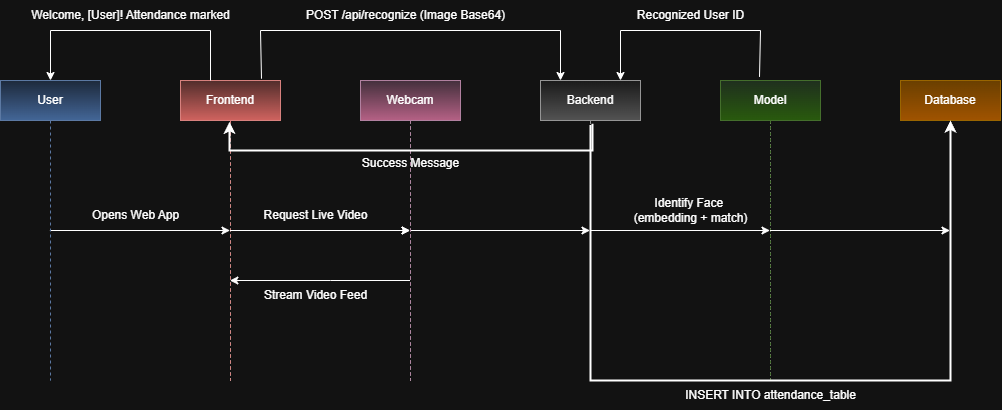 Welcome, [User]! Attendance marked
POST /api/recognize (Image Base64)
Recognized User ID
User
Frontend
Webcam
Backend
Model
Database
Success Message
Opens Web App
Request Live Video
Identify Face
(embedding + match)
Stream Video Feed
INSERT INTO attendance_table